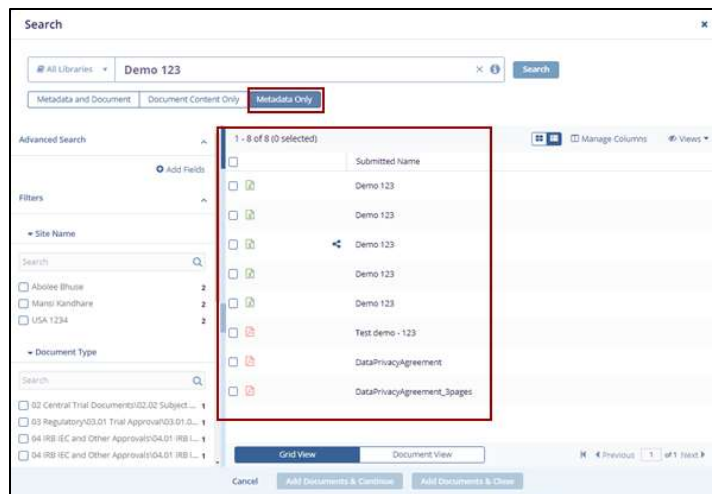 Search
All Libraries Demo 123 Search
Metadata and Document Document Content Only Metadata Only
Advanced Search
Add Fields
Filters
Site Name
Search
Abolee Bhuse 2
Mansi Kandhare 2
USA 1234 2
Document Type
Search
02 Central Trial Documents\02.02 Subject... 1
03 Regulatory\03.01 Trial Approval\03.01.0... 1
04 IRB IEC and Other Approvals\04.01 IRB I... 1
04 IRB IEC and Other Approvals\04.01 IRB I... 1
1 - 8 of 8 (0 selected) Manage Columns Views
Submitted Name
Demo 123
Demo 123
Demo 123
Demo 123
Demo 123
Test demo - 123
DataPrivacyAgreement
DataPrivacyAgreement_3pages
Grid View Document View Previous 1 of 1 Next
Cancel Add Documents & Continue Add Documents & Close